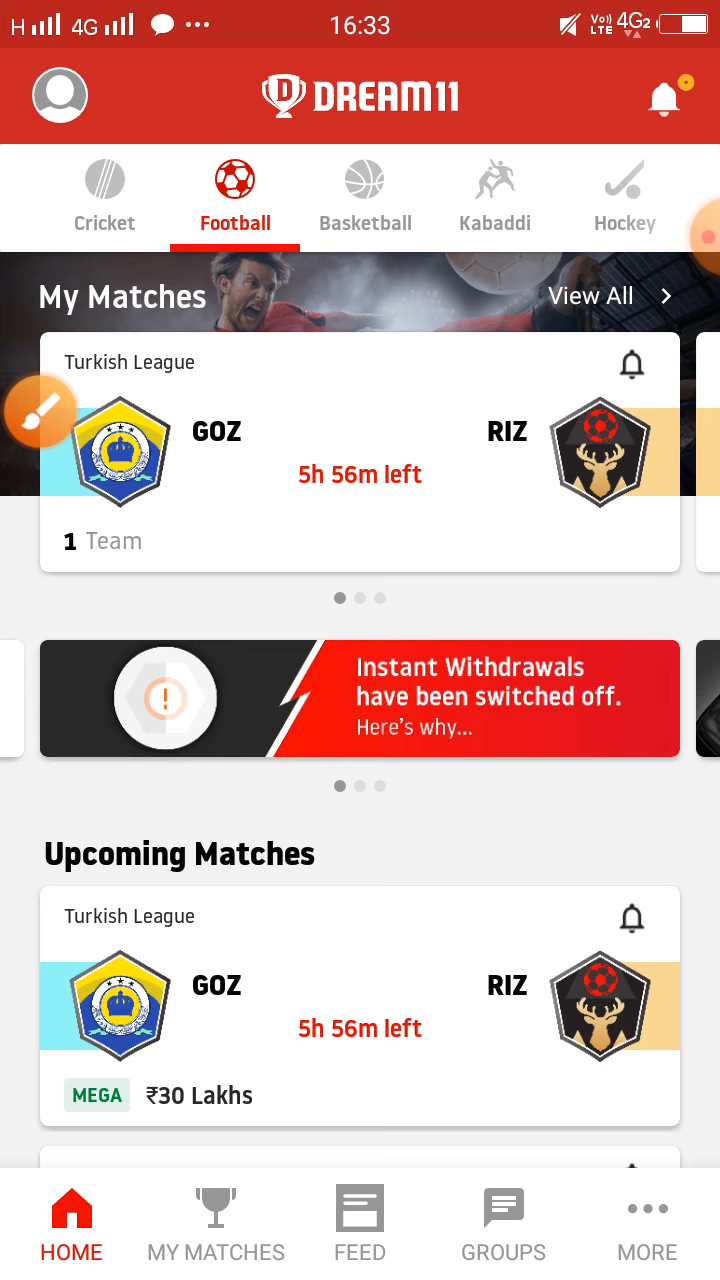 H 4G 16:33 Vo)) LTE 4G2
DREAM11
Cricket Football Basketball Kabaddi Hockey
My Matches View All
Turkish League
GOZ RIZ
5h 56m left
1 Team
Instant Withdrawals
have been switched off.
Here's why...
Upcoming Matches
Turkish League
GOZ RIZ
5h 56m left
MEGA ₹30 Lakhs
HOME MY MATCHES FEED GROUPS MORE